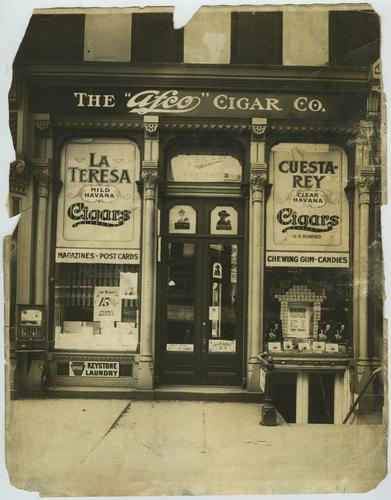 THE "Afco" CIGAR CO.
LA
TERESA
MILD
HAVANA
Cigars
MAGAZINES - POST CARDS
15¢
KEYSTONE
LAUNDRY
CUESTA-
REY
CLEAR
HAVANA
Cigars
U.S. BONDED
CHEWING GUM - CANDIES